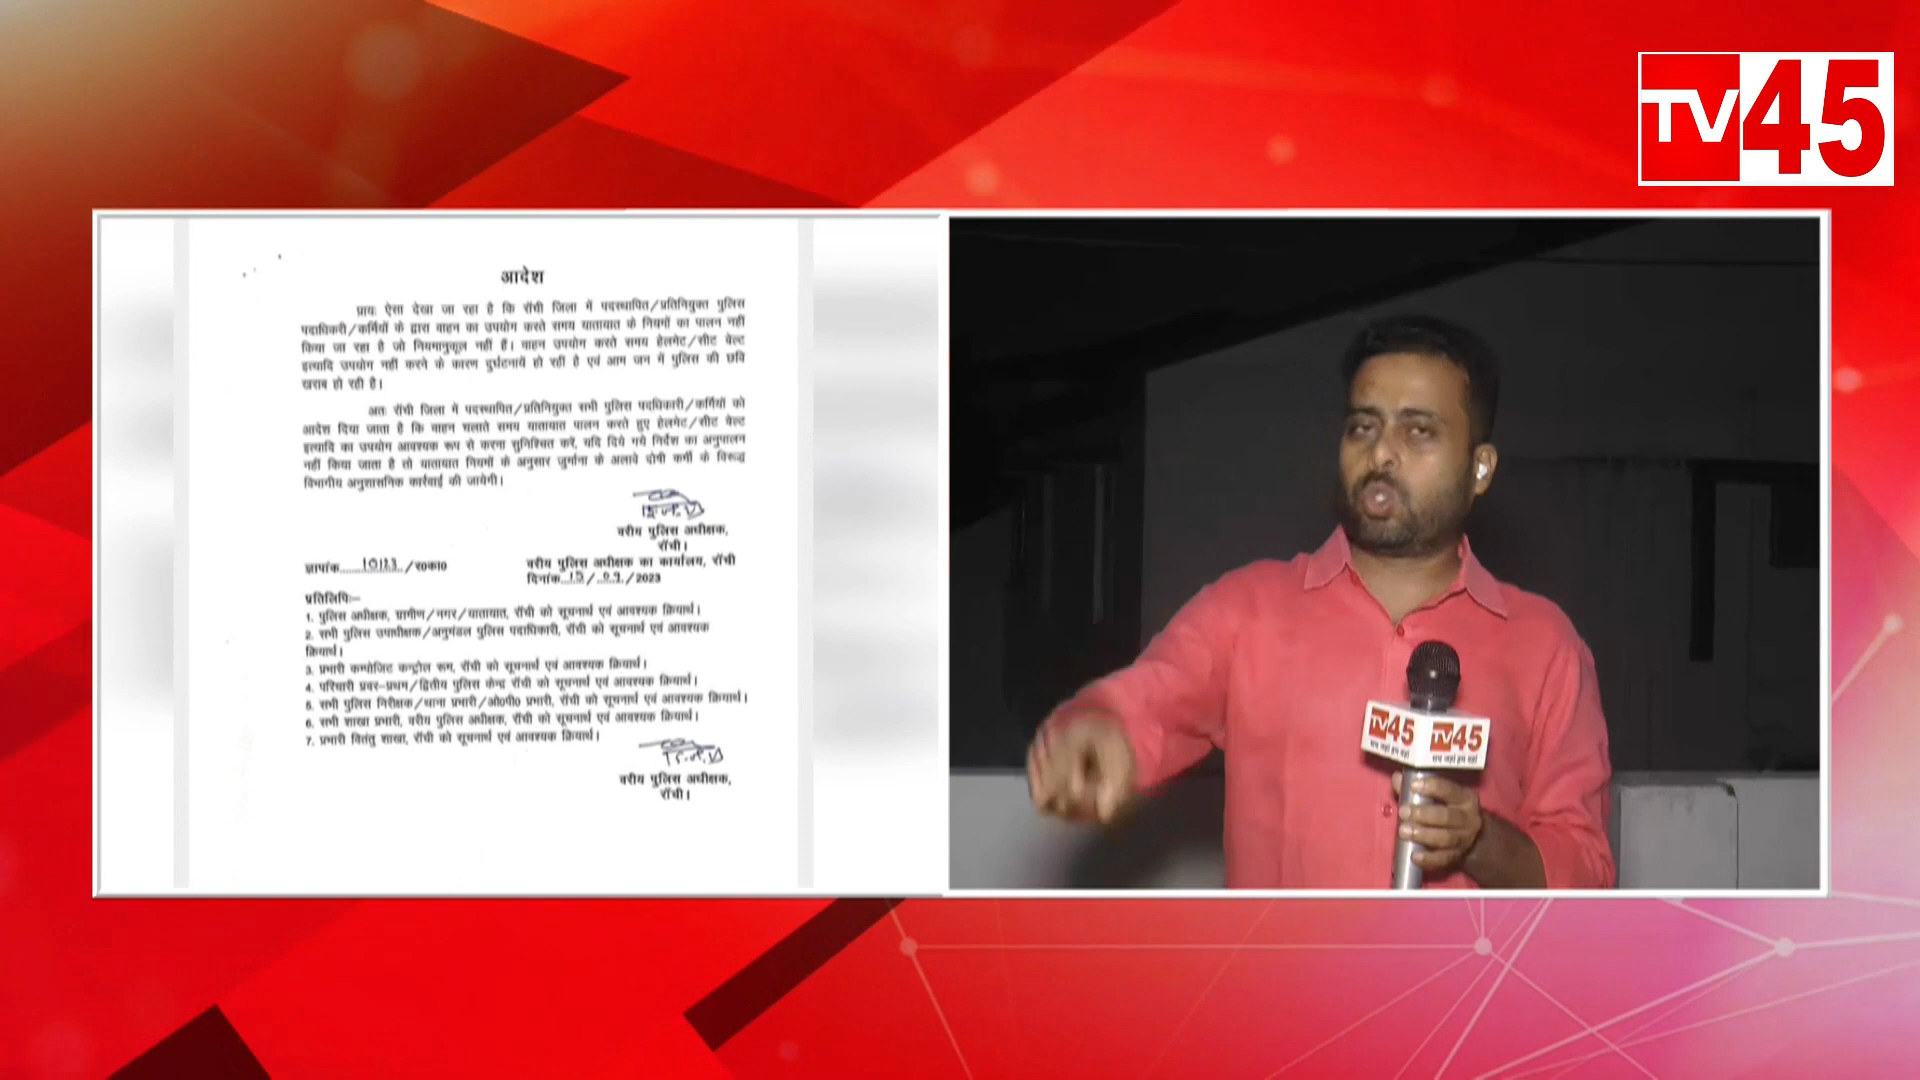 TV45
आदेश
प्रायः ऐसा देखा जा रहा है कि राँची जिला में पदस्थापित/प्रतिनियुक्त पुलिस
पदाधिकरी/कर्मियों के द्वारा वाहन का उपयोग करते समय यातायात के नियमों का पालन नहीं
किया जा रहा है जो नियमानुकूल नहीं हैं। वाहन उपयोग करते समय हेलमेट/सीट वेल्ट
इत्यादि उपयोग नहीं करने के कारण दुर्घटनायें हो रही है एवं आम जन में पुलिस की छवि
खराब हो रही है।
अतः राँची जिला में पदस्थापित/प्रतिनियुक्त सभी पुलिस पदधिकारी/कर्मियों को
आदेश दिया जाता है कि वाहन चलाते समय यातायात पालन करते हुए हेलमेट/सीट वेल्ट
इत्यादि का उपयोग आवश्यक रूप से करना सुनिश्चित करें, यदि दिये गये निर्देश का अनुपालन
नहीं किया जाता है तो यातायात नियमों के अनुसार जुर्माना के अलावे दोषी कर्मी के विरूद्ध
विभागीय अनुशासनिक कार्रवाई की जायेगी।
वरीय पुलिस अधीक्षक,
राँची।
ज्ञापांक....../र०का०
वरीय पुलिस अधीक्षक का कार्यालय, राँची
दिनांक 15/09/2023
प्रतिलिपिः–
1. पुलिस अधीक्षक, ग्रामीण/नगर/यातायात, राँची को सूचनार्थ एवं आवश्यक क्रियार्थ।
2. सभी पुलिस उपाधीक्षक/अनुमंडल पुलिस पदाधिकारी, राँची को सूचनार्थ एवं आवश्यक
क्रियार्थ।
3. प्रभारी कम्पोजिट कन्ट्रोल रूम, राँची को सूचनार्थ एवं आवश्यक क्रियार्थ।
4. परिचारी प्रवर–प्रथम/द्वितीय पुलिस केन्द्र राँची को सूचनार्थ एवं आवश्यक क्रियार्थ।
5. सभी पुलिस निरीक्षक/थाना प्रभारी/ओ०पी० प्रभारी, राँची को सूचनार्थ एवं आवश्यक क्रियार्थ।
6. सभी शाखा प्रभारी, वरीय पुलिस अधीक्षक, राँची को सूचनार्थ एवं आवश्यक क्रियार्थ।
7. प्रभारी वितंतु शाखा, राँची को सूचनार्थ एवं आवश्यक क्रियार्थ।
वरीय पुलिस अधीक्षक,
राँची।
TV45
TV45